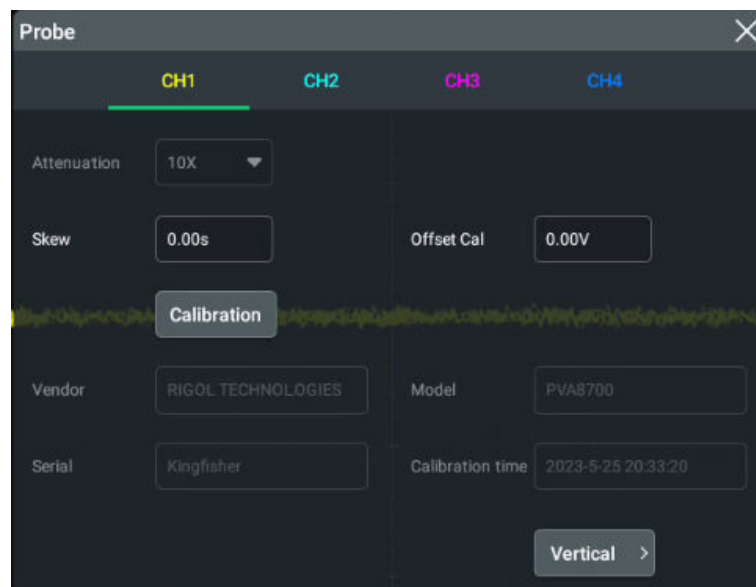 Probe
CH1 CH2 CH3 CH4
Attenuation 10X
Skew 0.00s Offset Cal 0.00V
Calibration
Vendor RIGOL TECHNOLOGIES Model PVA8700
Serial Kingfisher Calibration time 2023-5-25 20:33:20
Vertical >